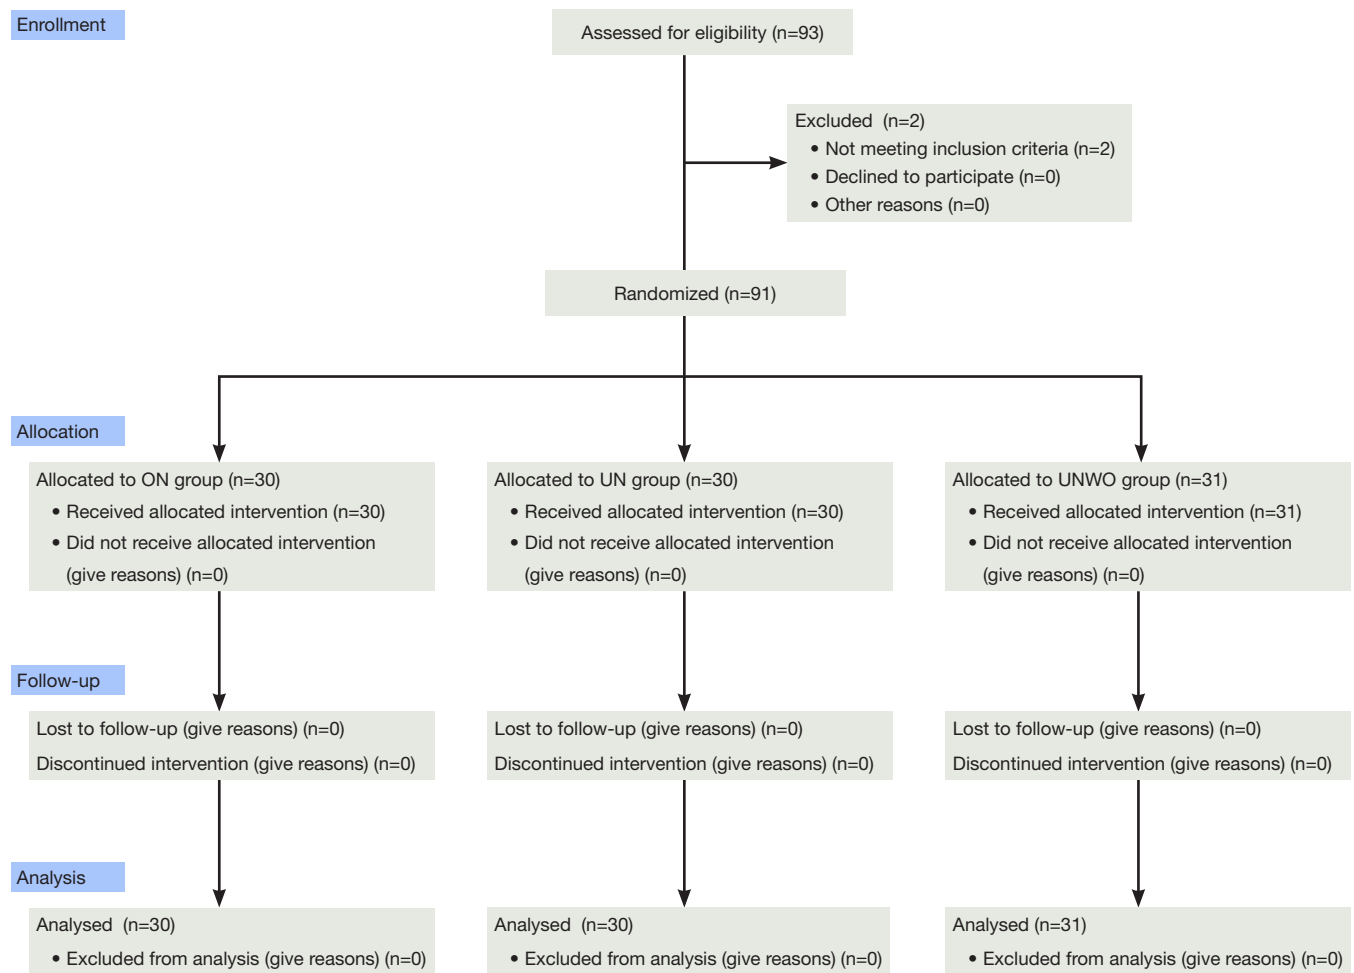 Enrollment
Assessed for eligibility (n=93)
Excluded (n=2)
• Not meeting inclusion criteria (n=2)
• Declined to participate (n=0)
• Other reasons (n=0)
Randomized (n=91)
Allocation
Allocated to ON group (n=30)
• Received allocated intervention (n=30)
• Did not receive allocated intervention
(give reasons) (n=0)
Allocated to UN group (n=30)
• Received allocated intervention (n=30)
• Did not receive allocated intervention
(give reasons) (n=0)
Allocated to UNWO group (n=31)
• Received allocated intervention (n=31)
• Did not receive allocated intervention
(give reasons) (n=0)
Follow-up
Lost to follow-up (give reasons) (n=0)
Discontinued intervention (give reasons) (n=0)
Lost to follow-up (give reasons) (n=0)
Discontinued intervention (give reasons) (n=0)
Lost to follow-up (give reasons) (n=0)
Discontinued intervention (give reasons) (n=0)
Analysis
Analysed (n=30)
• Excluded from analysis (give reasons) (n=0)
Analysed (n=30)
• Excluded from analysis (give reasons) (n=0)
Analysed (n=31)
• Excluded from analysis (give reasons) (n=0)